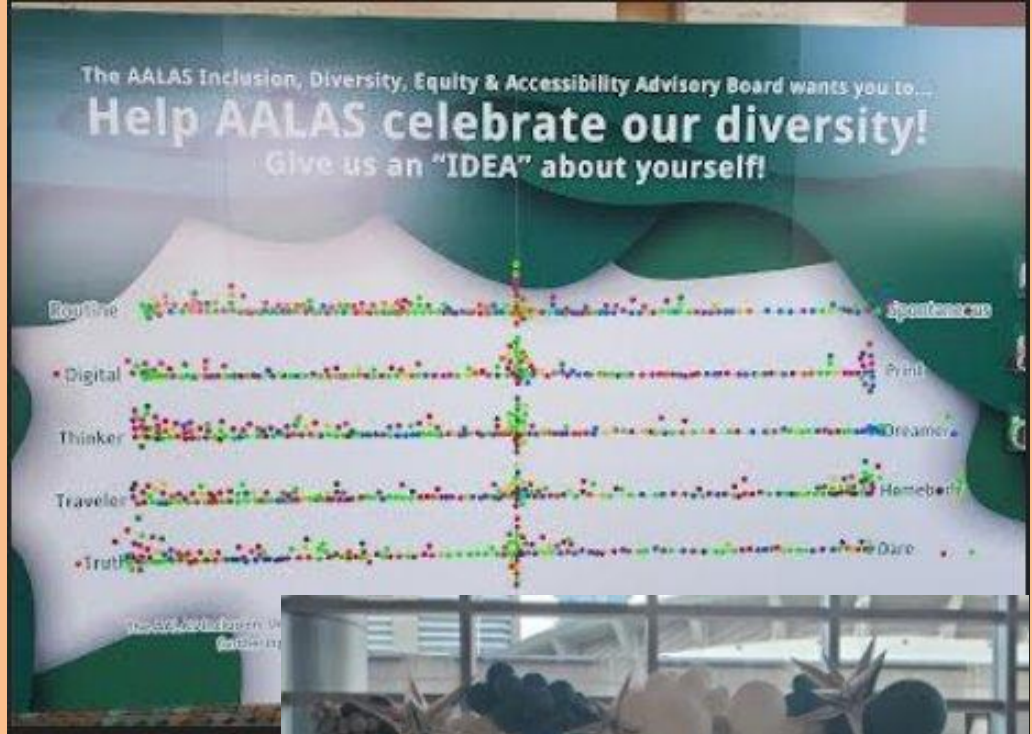 The AALAS Inclusion, Diversity, Equity & Accessibility Advisory Board wants you to...
Help AALAS celebrate our diversity!
Give us an “IDEA” about yourself!
Routine Spontaneous
Digital Print
Thinker Dreamer
Traveler Homebody
Truth Dare